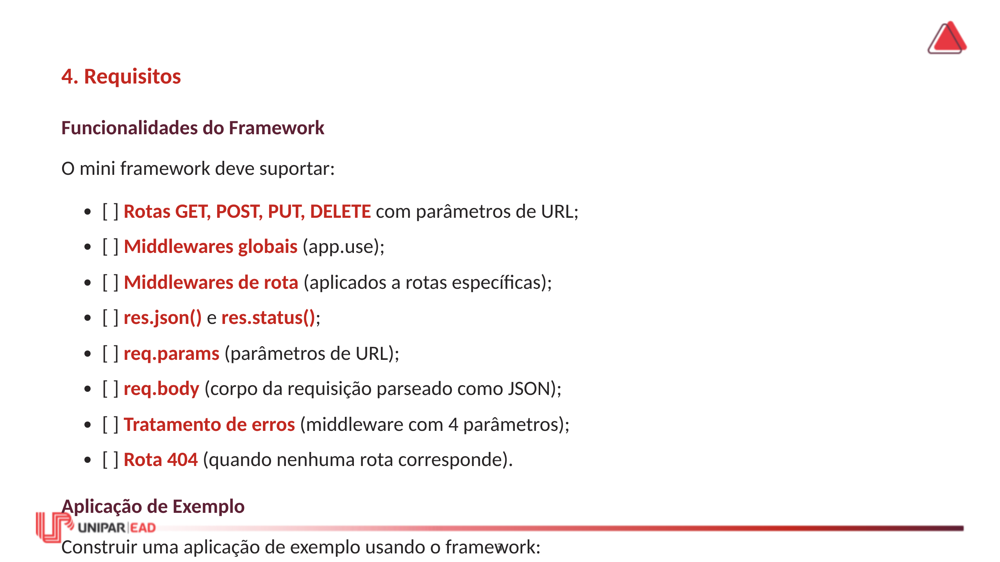 4. Requisitos
Funcionalidades do Framework
O mini framework deve suportar:
• [ ] Rotas GET, POST, PUT, DELETE com parâmetros de URL;
• [ ] Middlewares globais (app.use);
• [ ] Middlewares de rota (aplicados a rotas específicas);
• [ ] res.json() e res.status();
• [ ] req.params (parâmetros de URL);
• [ ] req.body (corpo da requisição parseado como JSON);
• [ ] Tratamento de erros (middleware com 4 parâmetros);
• [ ] Rota 404 (quando nenhuma rota corresponde).
Aplicação de Exemplo
UNIPAR|EAD
Construir uma aplicação de exemplo usando o framework:
3